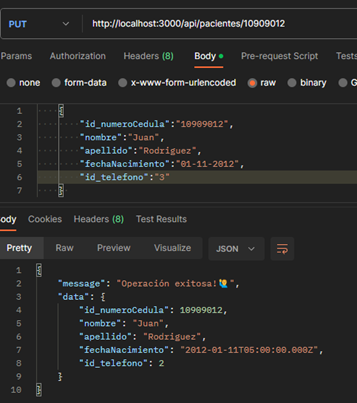 PUT http://localhost:3000/api/pacientes/10909012
Params Authorization Headers (8) Body Pre-request Script Tests
none form-data x-www-form-urlencoded raw binary
1 {
2 "id_numeroCedula":"10909012",
3 "nombre":"Juan",
4 "apellido":"Rodriguez",
5 "fechaNacimiento":"01-11-2012",
6 "id_telefono":"3"
7 }
Body Cookies Headers (8) Test Results
Pretty Raw Preview Visualize JSON
1 {
2 "message": "Operación exitosa!🙋‍♂️",
3 "data": {
4 "id_numeroCedula": 10909012,
5 "nombre": "Juan",
6 "apellido": "Rodriguez",
7 "fechaNacimiento": "2012-01-11T05:00:00.000Z",
8 "id_telefono": 2
9 }
10 }